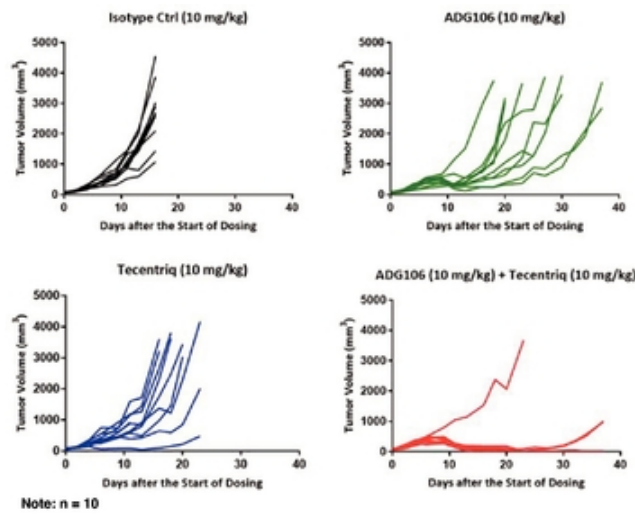 Isotype Ctrl (10 mg/kg)
Tumor Volume (mm³)
5000
4000
3000
2000
1000
0
0 10 20 30 40
Days after the Start of Dosing
ADG106 (10 mg/kg)
Tumor Volume (mm³)
5000
4000
3000
2000
1000
0
0 10 20 30 40
Days after the Start of Dosing
Tecentriq (10 mg/kg)
Tumor Volume (mm³)
5000
4000
3000
2000
1000
0
0 10 20 30 40
Days after the Start of Dosing
ADG106 (10 mg/kg) + Tecentriq (10 mg/kg)
Tumor Volume (mm³)
5000
4000
3000
2000
1000
0
0 10 20 30 40
Days after the Start of Dosing
Note: n = 10